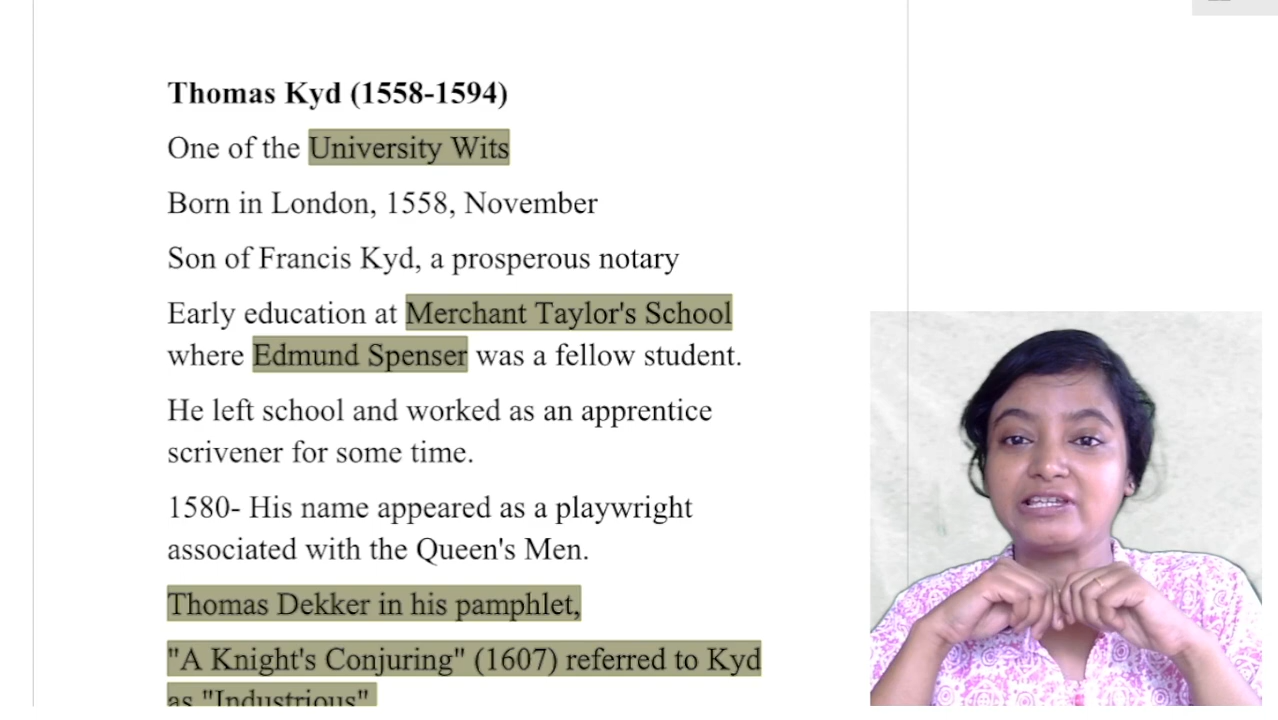 Thomas Kyd (1558-1594)
One of the University Wits
Born in London, 1558, November
Son of Francis Kyd, a prosperous notary
Early education at Merchant Taylor's School
where Edmund Spenser was a fellow student.
He left school and worked as an apprentice
scrivener for some time.
1580- His name appeared as a playwright
associated with the Queen's Men.
Thomas Dekker in his pamphlet,
"A Knight's Conjuring" (1607) referred to Kyd
as "Industrious"